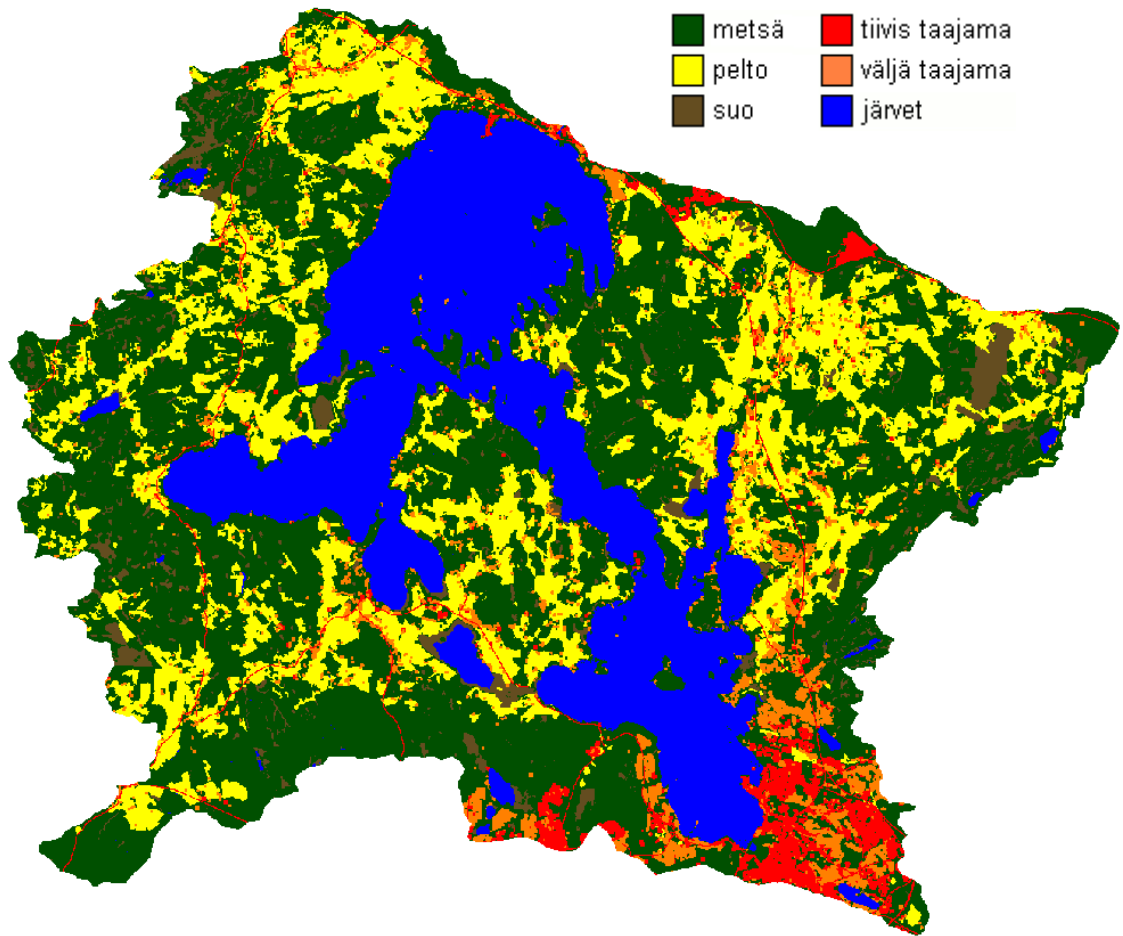 metsä
pelto
suo
tiivis taajama
väljä taajama
järvet